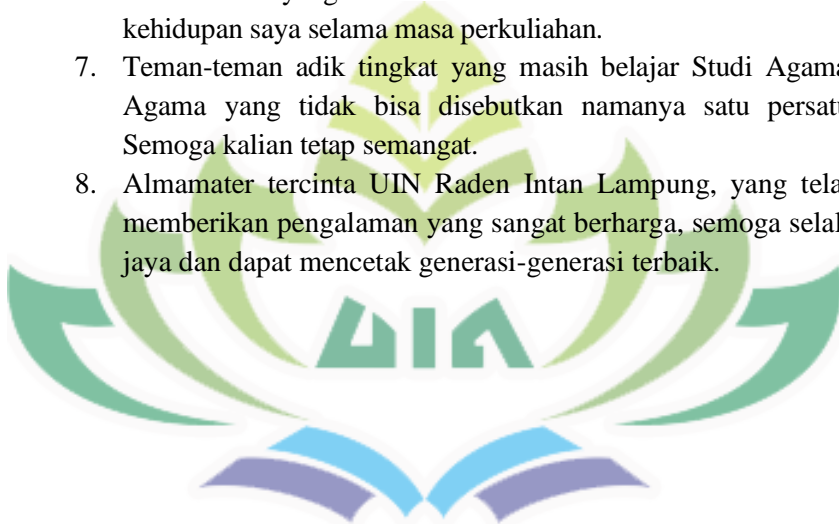 kehidupan saya selama masa perkuliahan.
7. Teman-teman adik tingkat yang masih belajar Studi Agama
Agama yang tidak bisa disebutkan namanya satu persatu
Semoga kalian tetap semangat.
8. Almamater tercinta UIN Raden Intan Lampung, yang tela
memberikan pengalaman yang sangat berharga, semoga selal
jaya dan dapat mencetak generasi-generasi terbaik.
UIN